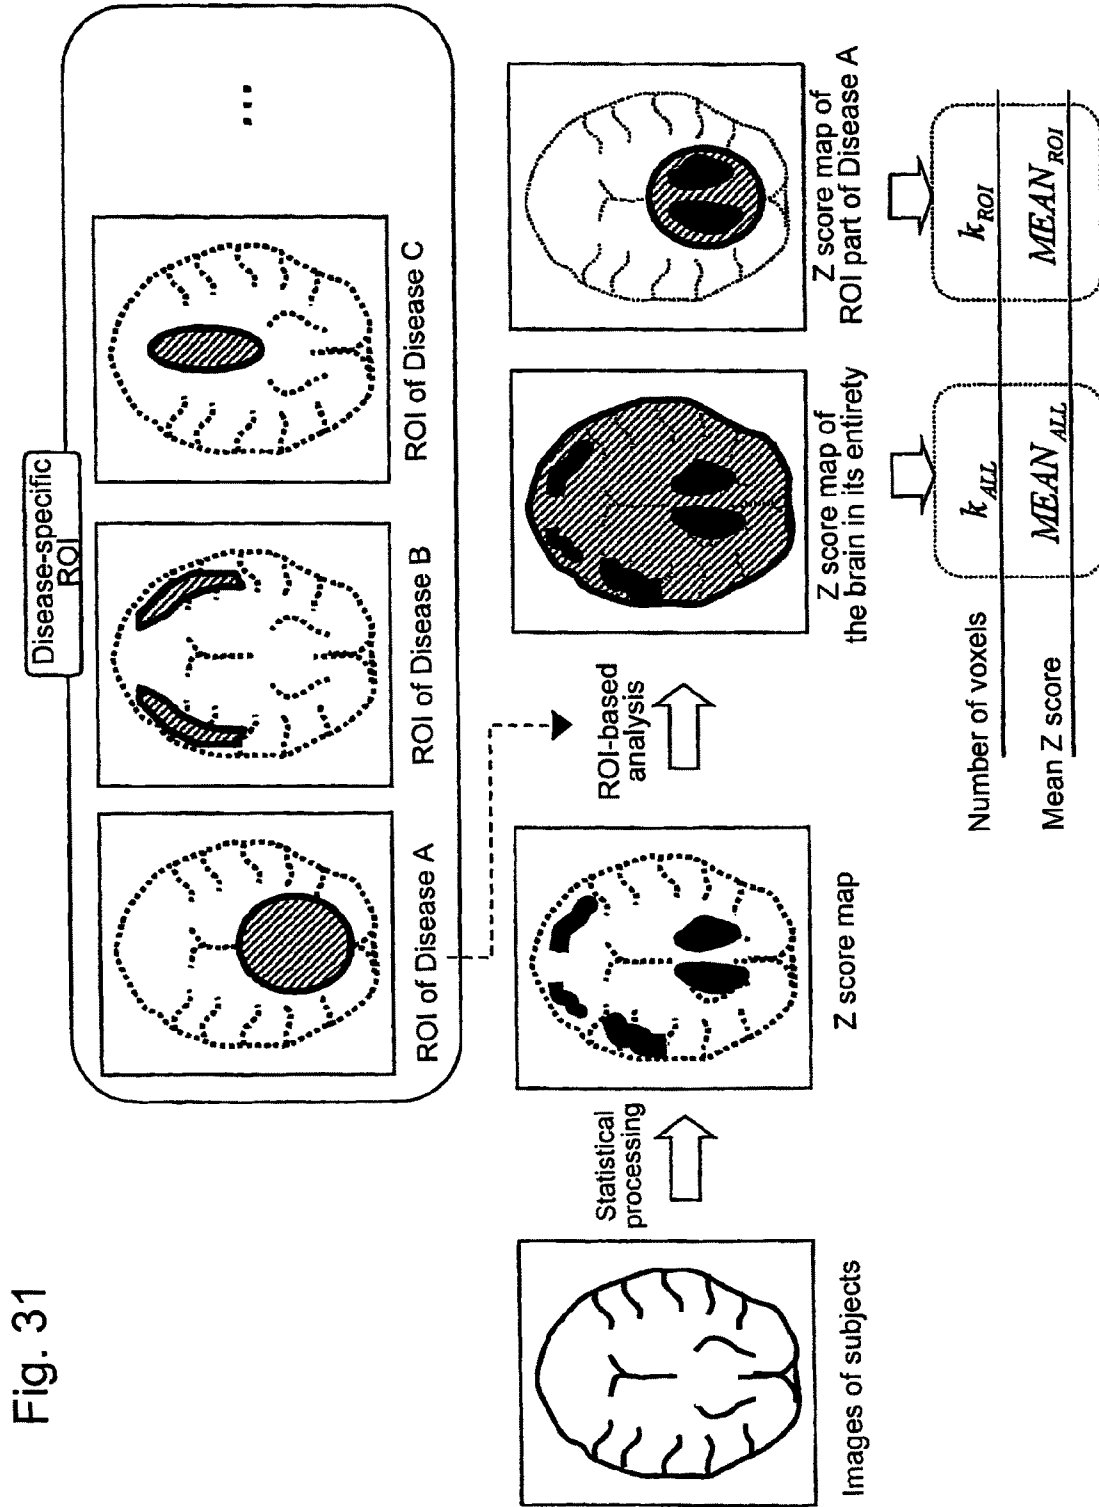 Fig. 31
Disease-specific
ROI
...
ROI of Disease A
ROI of Disease B
ROI of Disease C
Images of subjects
Statistical
processing
Z score map
ROI-based
analysis
Z score map of
the brain in its entirety
Z score map of
ROI part of Disease A
Number of voxels
k_ALL
k_ROI
Mean Z score
MEAN_ALL
MEAN_ROI